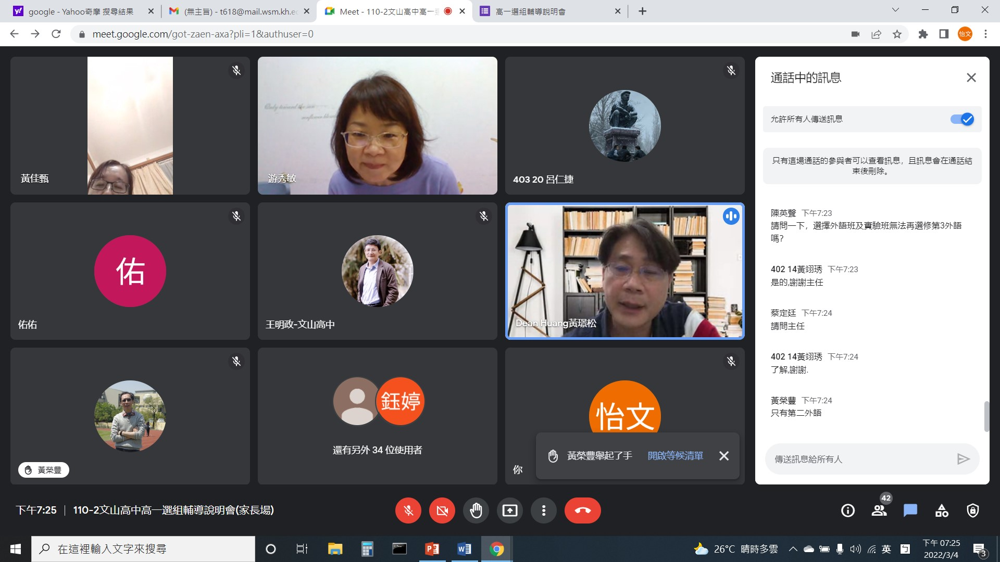 google - Yahoo奇摩 搜尋結果
(無主旨) - t618@mail.wsm.kh.e
Meet - 110-2文山高中高一
高一選組輔導說明會
meet.google.com/got-zaen-axa?pli=1&authuser=0
怡文
黃佳甄
游秀敏
403 20 呂仁捷
佑
佑佑
王明政-文山高中
Dean Huang黃璟松
黃榮豐
鈺婷
還有另外 34 位使用者
怡文
你
黃榮豐舉起了手
開啟等候清單
通話中的訊息
允許所有人傳送訊息
只有這場通話的參與者可以查看訊息，且訊息會在通話結
束後刪除。
陳英聲 下午7:23
請問一下，選擇外語班及實驗班無法再選修第3外語
嗎?
402 14黃翊琇 下午7:23
是的,謝謝主任
蔡定廷 下午7:24
請問主任
402 14黃翊琇 下午7:24
了解,謝謝.
黃榮豐 下午7:24
只有第二外語
傳送訊息給所有人
下午7:25
110-2文山高中高一選組輔導說明會(家長場)
42
在這裡輸入文字來搜尋
26°C 晴時多雲
英
下午 07:25
2022/3/4
3